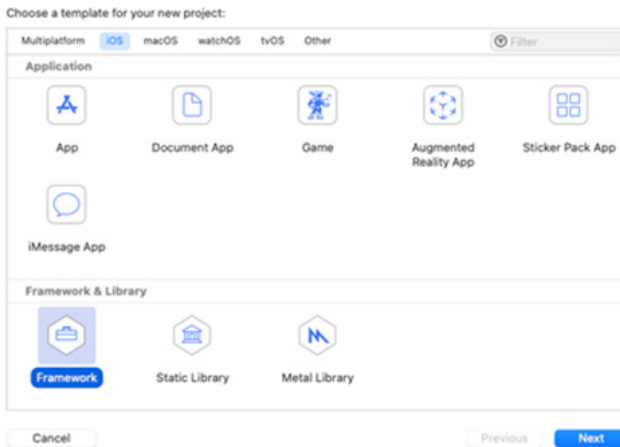 Choose a template for your new project:
Multiplatform iOS macOS watchOS tvOS Other Filter
Application
App Document App Game Augmented Reality App Sticker Pack App
iMessage App
Framework & Library
Framework Static Library Metal Library
Cancel Previous Next